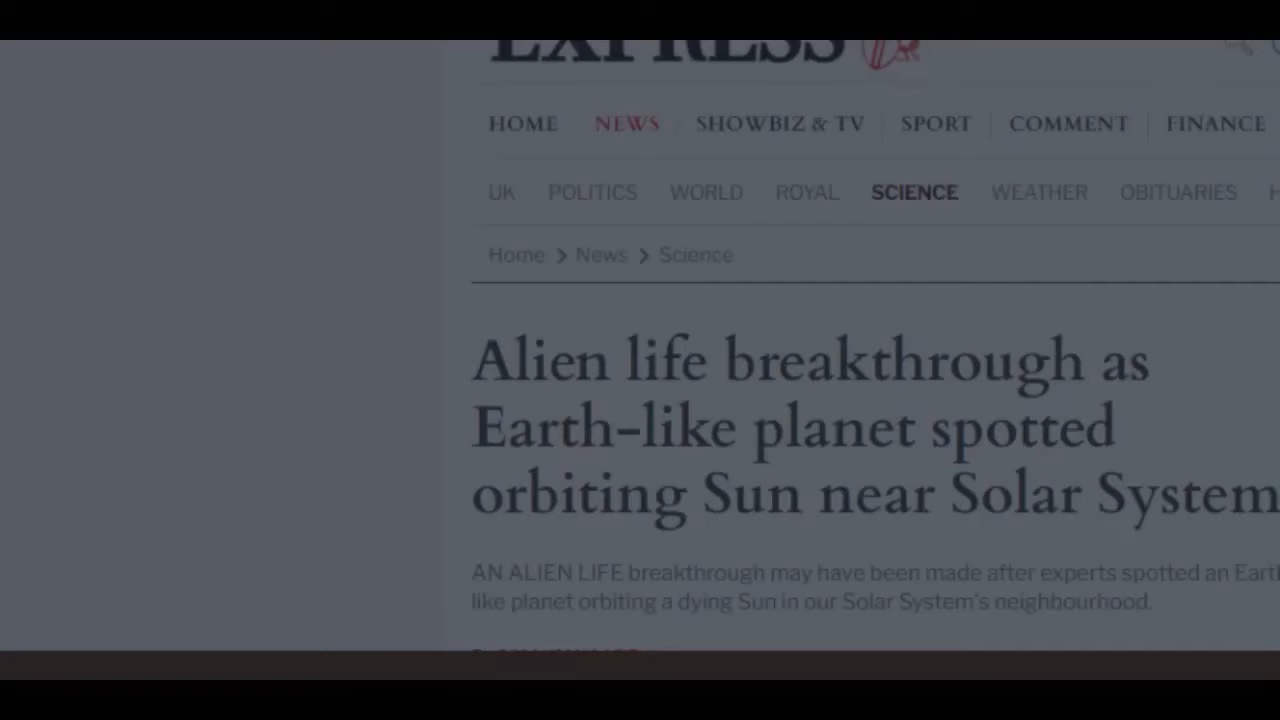 EXPRESS
HOME NEWS SHOWBIZ & TV SPORT COMMENT FINANCE
UK POLITICS WORLD ROYAL SCIENCE WEATHER OBITUARIES
Home > News > Science
Alien life breakthrough as
Earth-like planet spotted
orbiting Sun near Solar System
AN ALIEN LIFE breakthrough may have been made after experts spotted an Earth
like planet orbiting a dying Sun in our Solar System's neighbourhood.